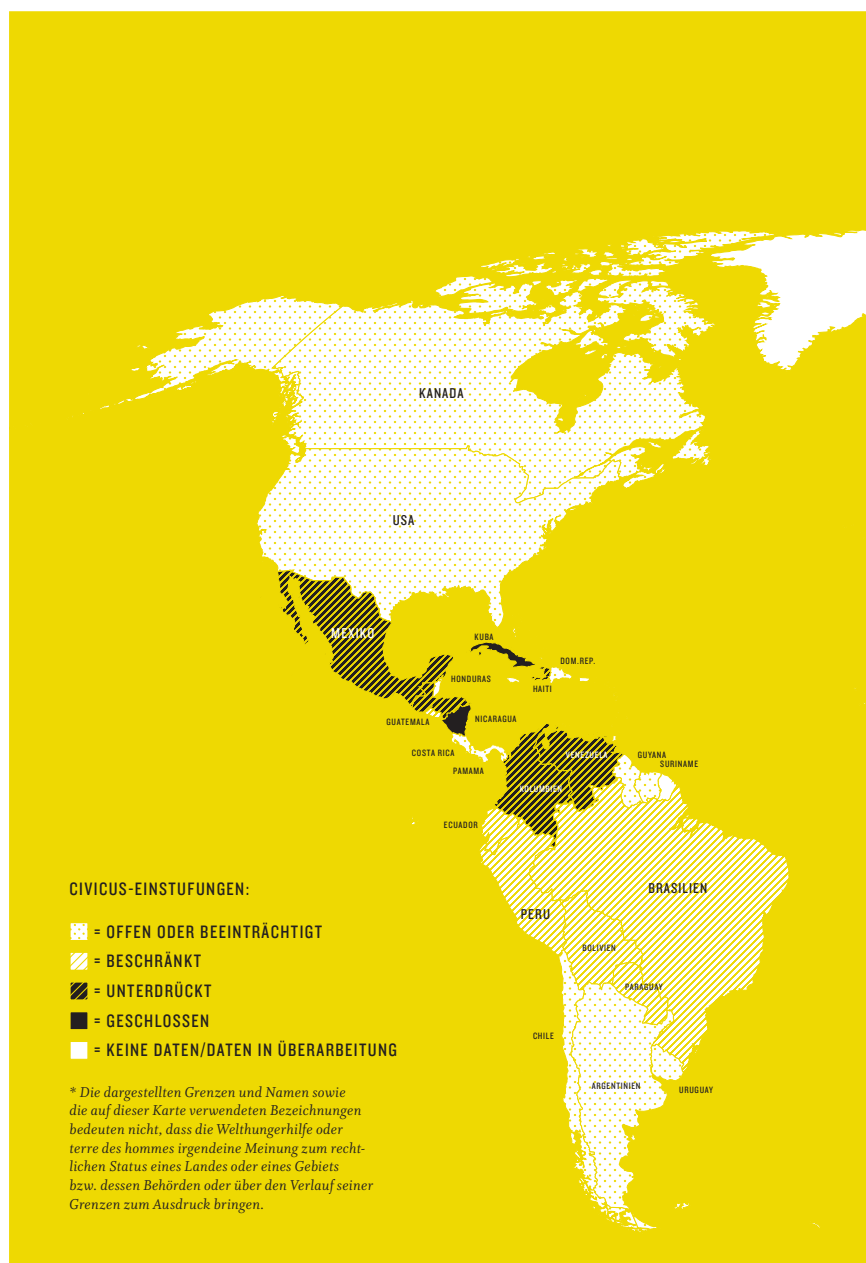 KANADA
USA
MEXIKO
KUBA
DOM.REP.
HONDURAS
HAITI
GUATEMALA
NICARAGUA
COSTA RICA
PAMAMA
VENEZUELA
GUYANA
SURINAME
KOLUMBIEN
ECUADOR
BRASILIEN
PERU
BOLIVIEN
PARAGUAY
CHILE
ARGENTINIEN
URUGUAY
CIVICUS-EINSTUFUNGEN:
= OFFEN ODER BEEINTRÄCHTIGT
= BESCHRÄNKT
= UNTERDRÜCKT
= GESCHLOSSEN
= KEINE DATEN/DATEN IN ÜBERARBEITUNG
* Die dargestellten Grenzen und Namen sowie
die auf dieser Karte verwendeten Bezeichnungen
bedeuten nicht, dass die Welthungerhilfe oder
terre des hommes irgendeine Meinung zum recht-
lichen Status eines Landes oder eines Gebiets
bzw. dessen Behörden oder über den Verlauf seiner
Grenzen zum Ausdruck bringen.